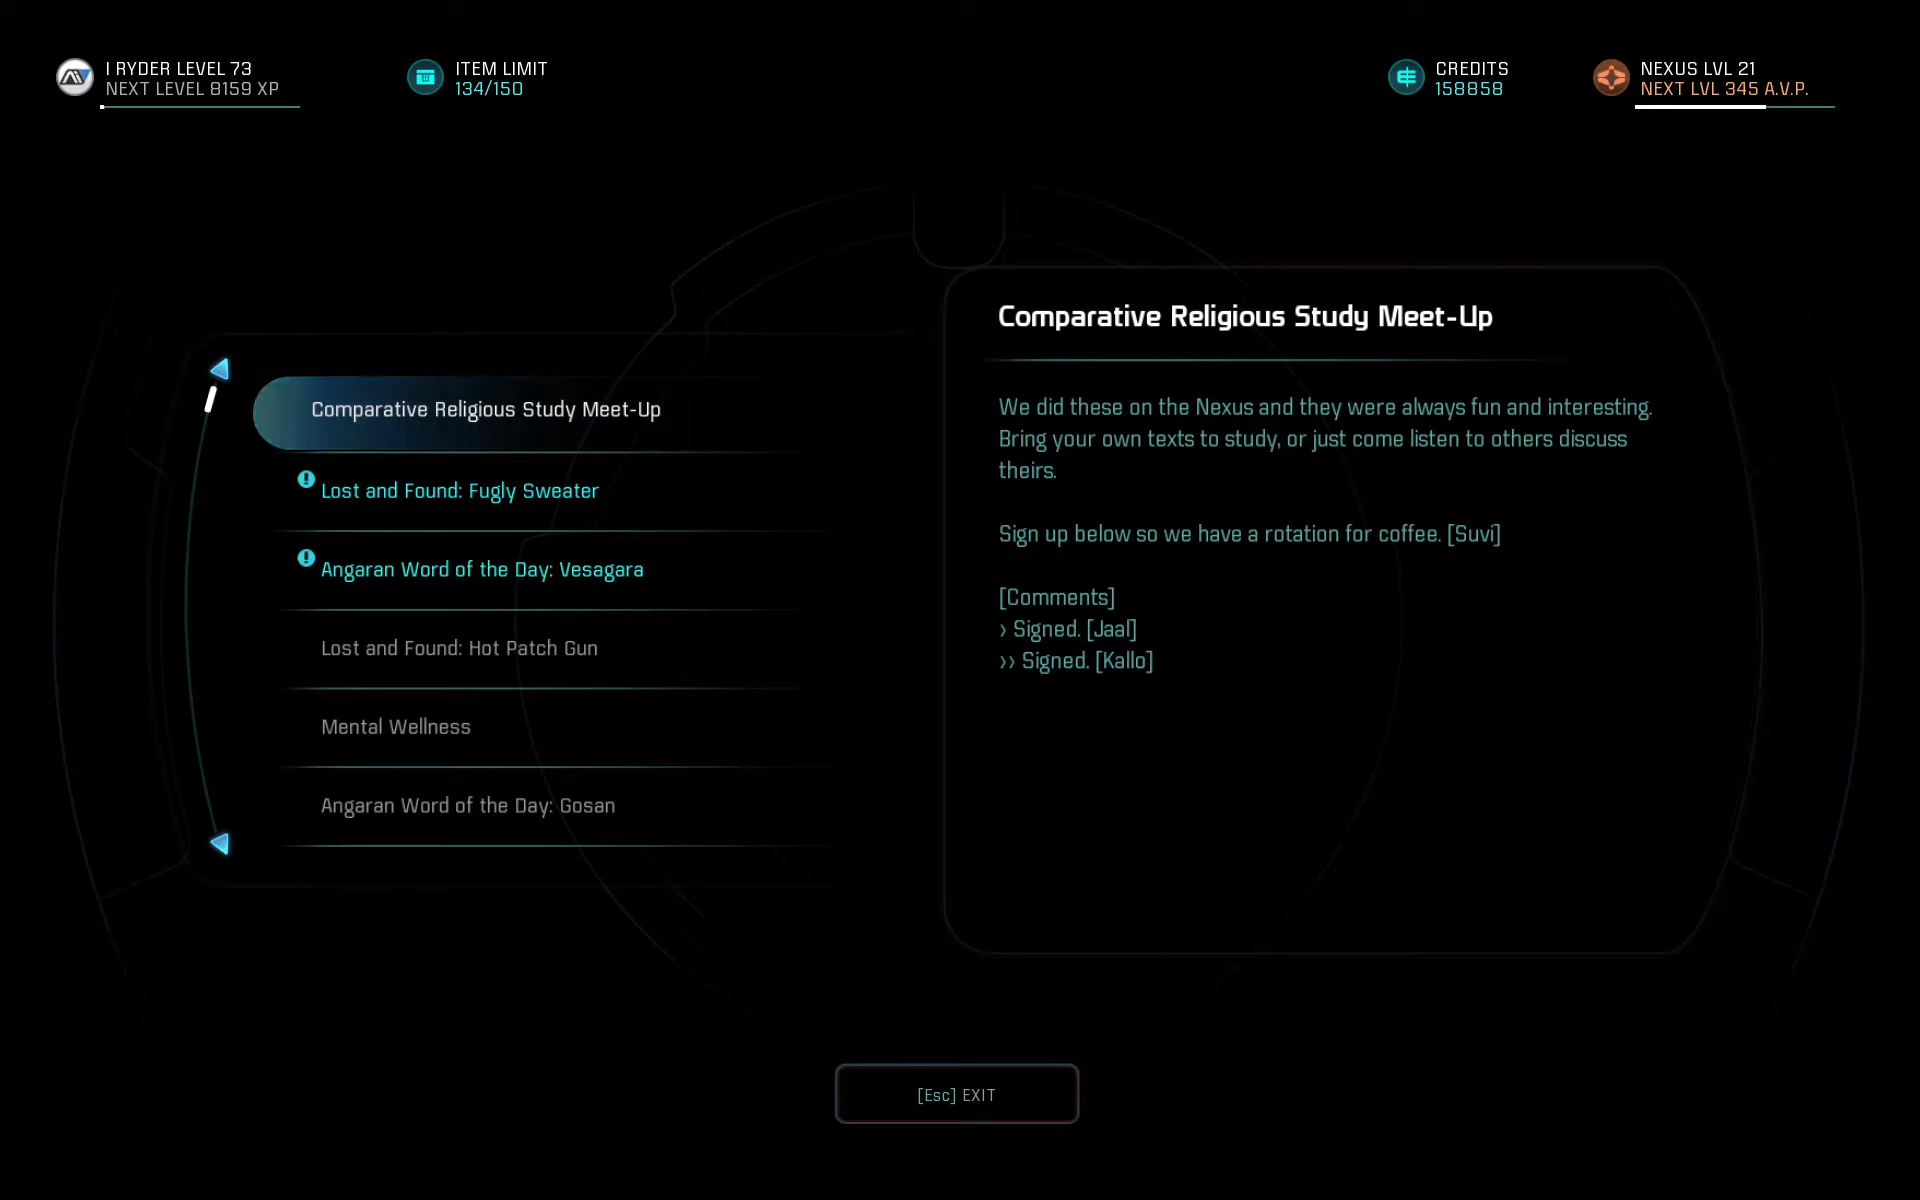 I RYDER LEVEL 73
NEXT LEVEL 8159 XP
ITEM LIMIT
134/150
CREDITS
158858
NEXUS LVL 21
NEXT LVL 345 A.V.P.
Comparative Religious Study Meet-Up
Lost and Found: Fugly Sweater
Angaran Word of the Day: Vesagara
Lost and Found: Hot Patch Gun
Mental Wellness
Angaran Word of the Day: Gosan
Comparative Religious Study Meet-Up
We did these on the Nexus and they were always fun and interesting.
Bring your own texts to study, or just come listen to others discuss
theirs.
Sign up below so we have a rotation for coffee. [Suvi]
[Comments]
› Signed. [Jaal]
›› Signed. [Kallo]
[Esc] EXIT